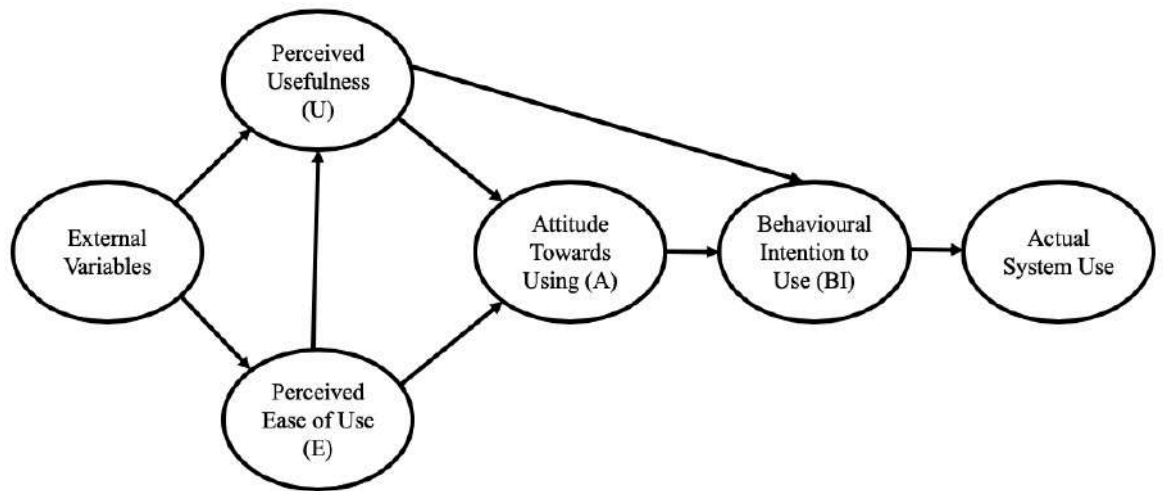 Perceived
Usefulness
(U)
External
Variables
Attitude
Towards
Using (A)
Behavioural
Intention to
Use (BI)
Actual
System Use
Perceived
Ease of Use
(E)